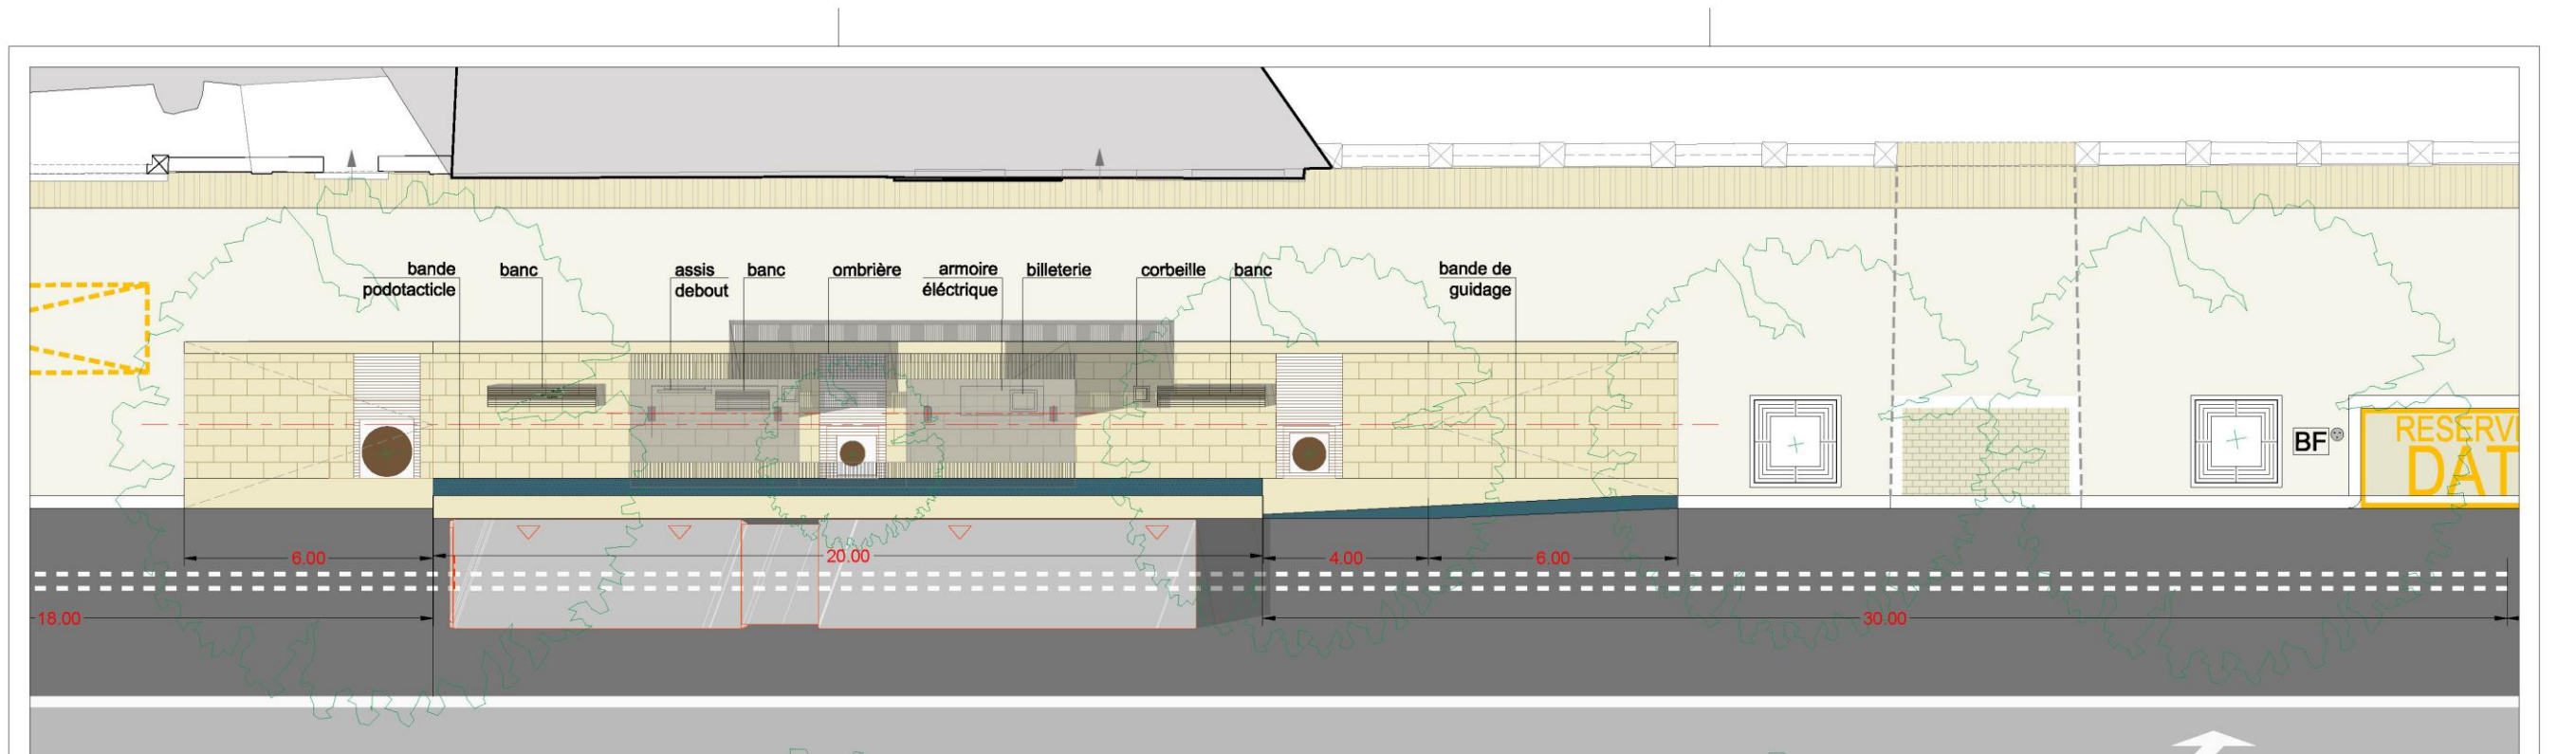 bande
podotacticle
banc
assis
debout
banc
ombrière
armoire
éléctrique
billeterie
corbeille
banc
bande de
guidage
RESERV
DAT
BF
6.00
20.00
4.00
6.00
18.00
30.00